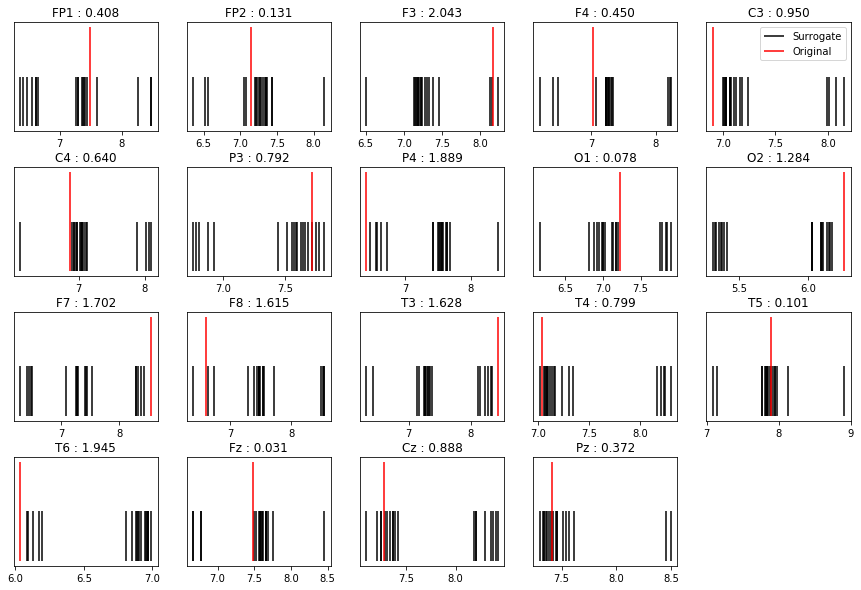 FP1 : 0.408
FP2 : 0.131
F3 : 2.043
F4 : 0.450
C3 : 0.950
Surrogate
Original
7 8
6.5 7.0 7.5 8.0
6.5 7.0 7.5 8.0
7 8
7.0 7.5 8.0
C4 : 0.640
P3 : 0.792
P4 : 1.889
O1 : 0.078
O2 : 1.284
7 8
7.0 7.5
7 8
6.5 7.0 7.5
5.5 6.0
F7 : 1.702
F8 : 1.615
T3 : 1.628
T4 : 0.799
T5 : 0.101
7 8
7 8
7 8
7.0 7.5 8.0
7 8 9
T6 : 1.945
Fz : 0.031
Cz : 0.888
Pz : 0.372
6.0 6.5 7.0
7.0 7.5 8.0 8.5
7.5 8.0
7.5 8.0 8.5